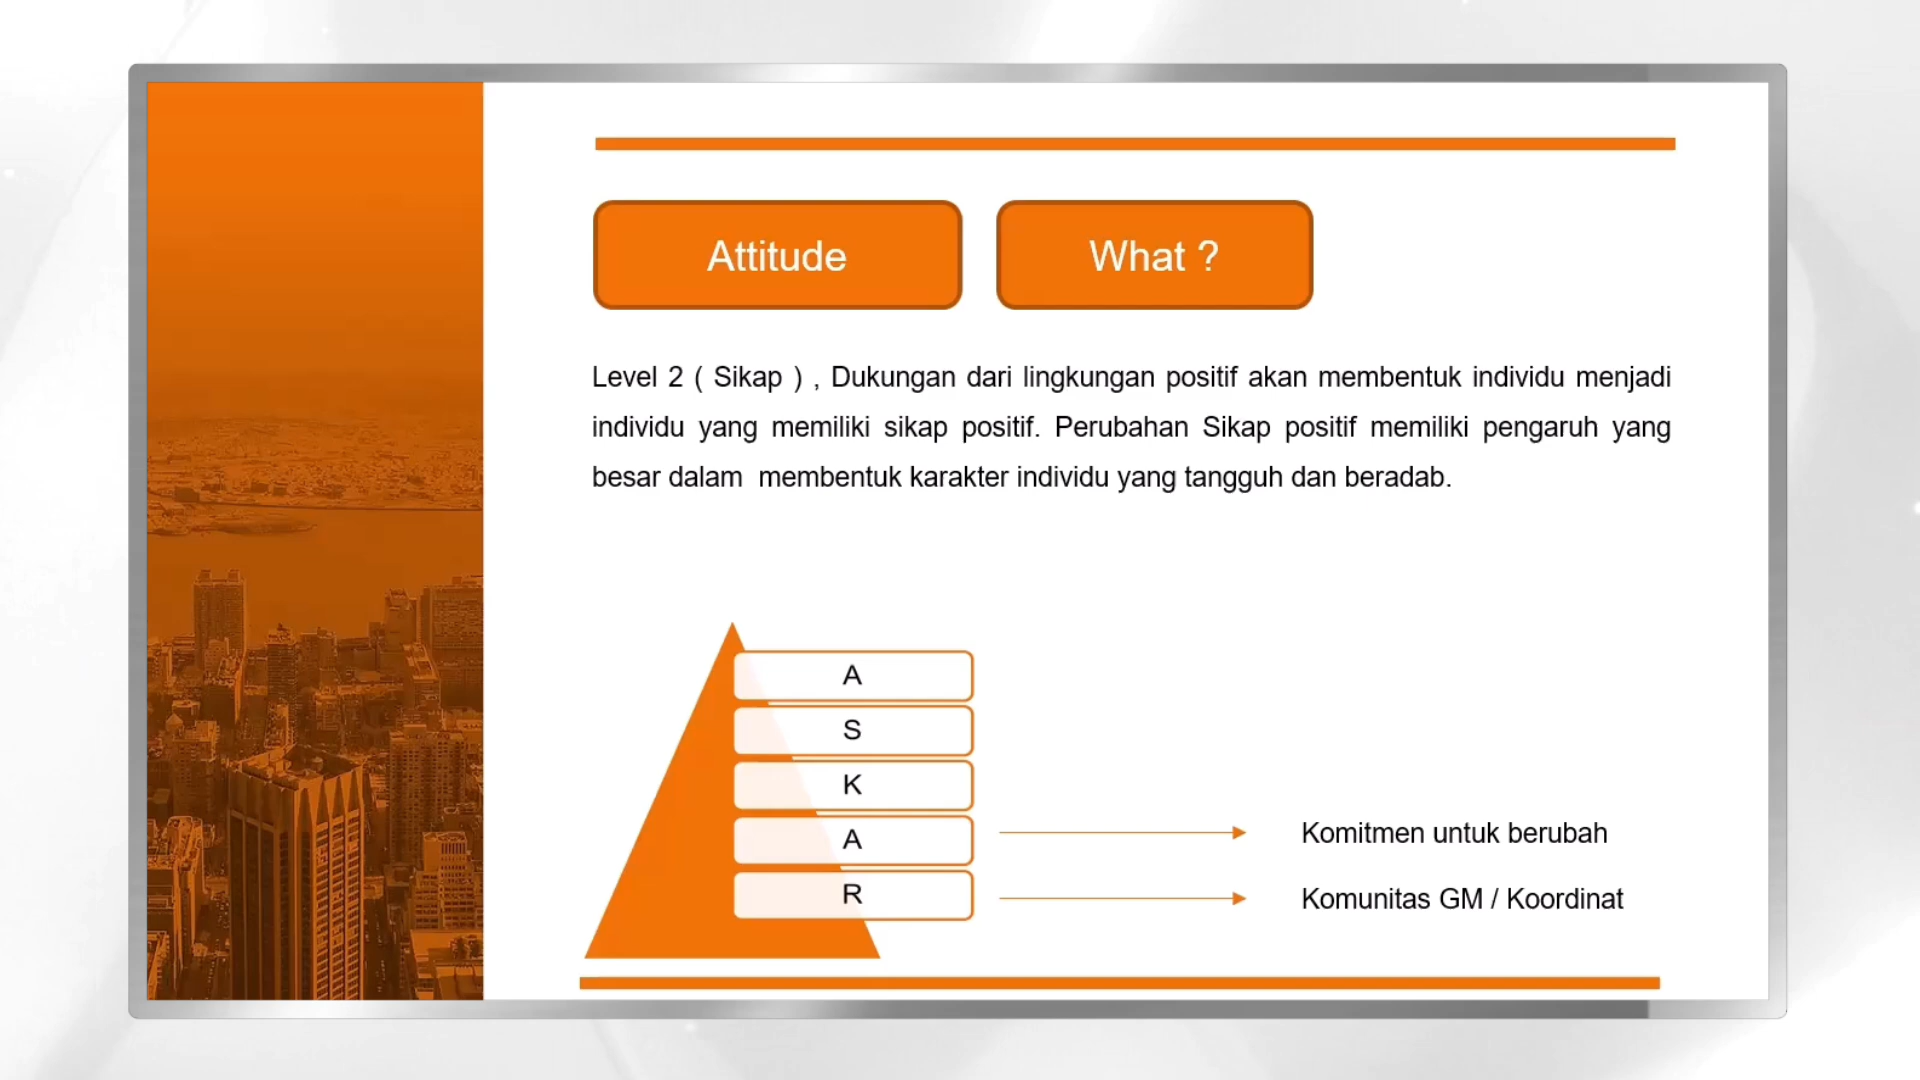 Attitude
What ?
Level 2 ( Sikap ) , Dukungan dari lingkungan positif akan membentuk individu menjadi
individu yang memiliki sikap positif. Perubahan Sikap positif memiliki pengaruh yang
besar dalam membentuk karakter individu yang tangguh dan beradab.
A
S
K
A
Komitmen untuk berubah
R
Komunitas GM / Koordinat